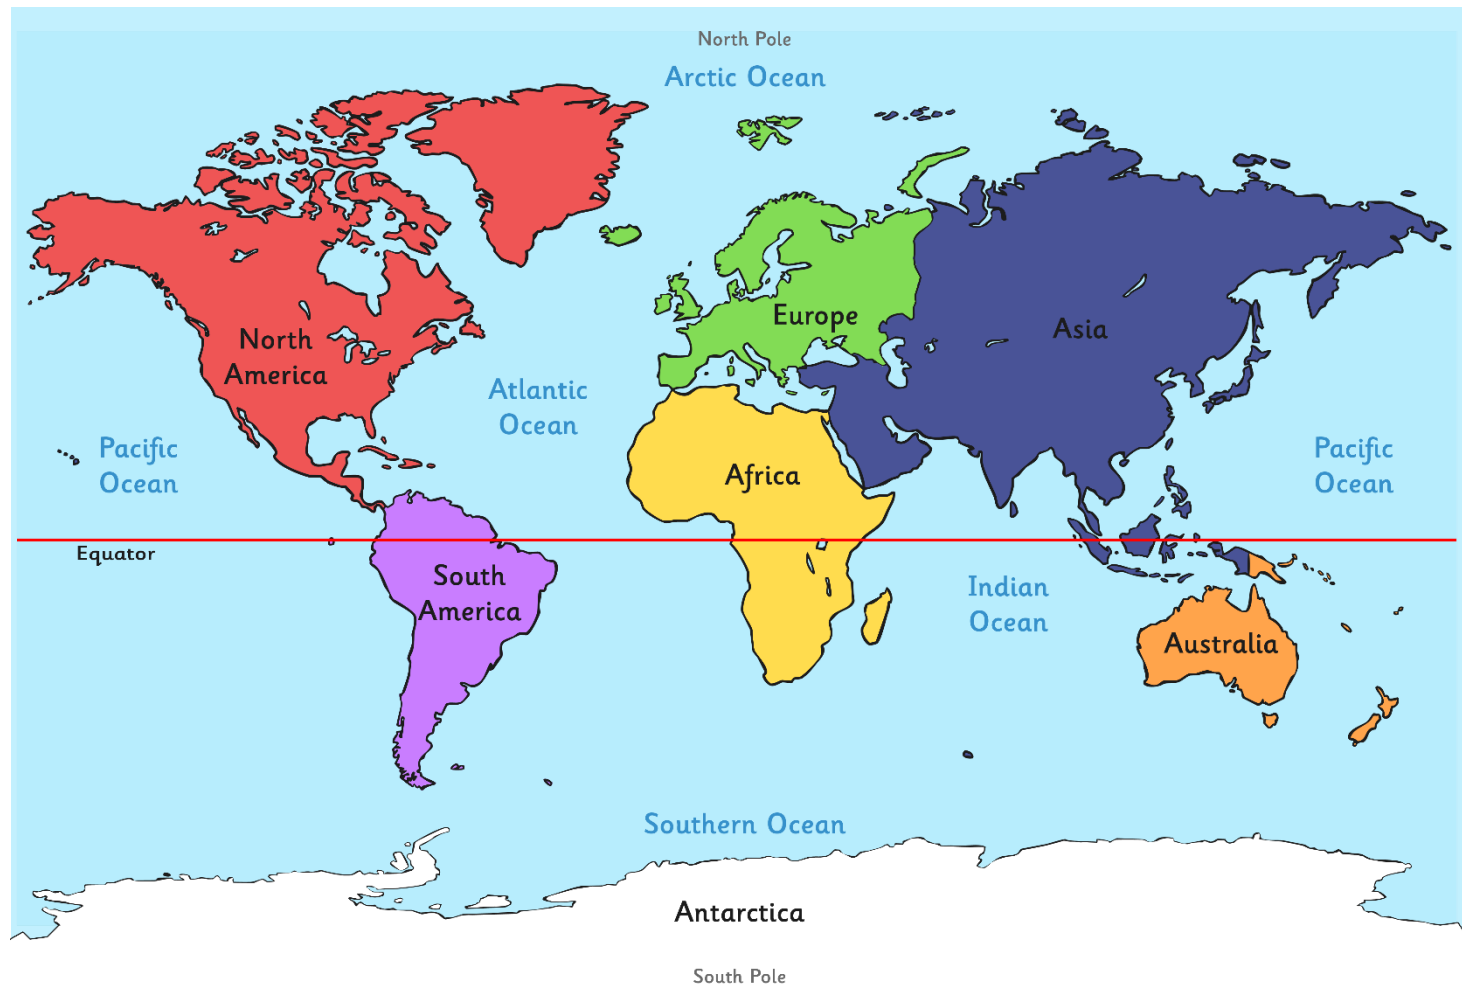 North Pole
Arctic Ocean
Europe
Asia
North
America
Atlantic
Ocean
Pacific
Ocean
Africa
Pacific
Ocean
Equator
South
America
Indian
Ocean
Australia
Southern Ocean
Antarctica
South Pole